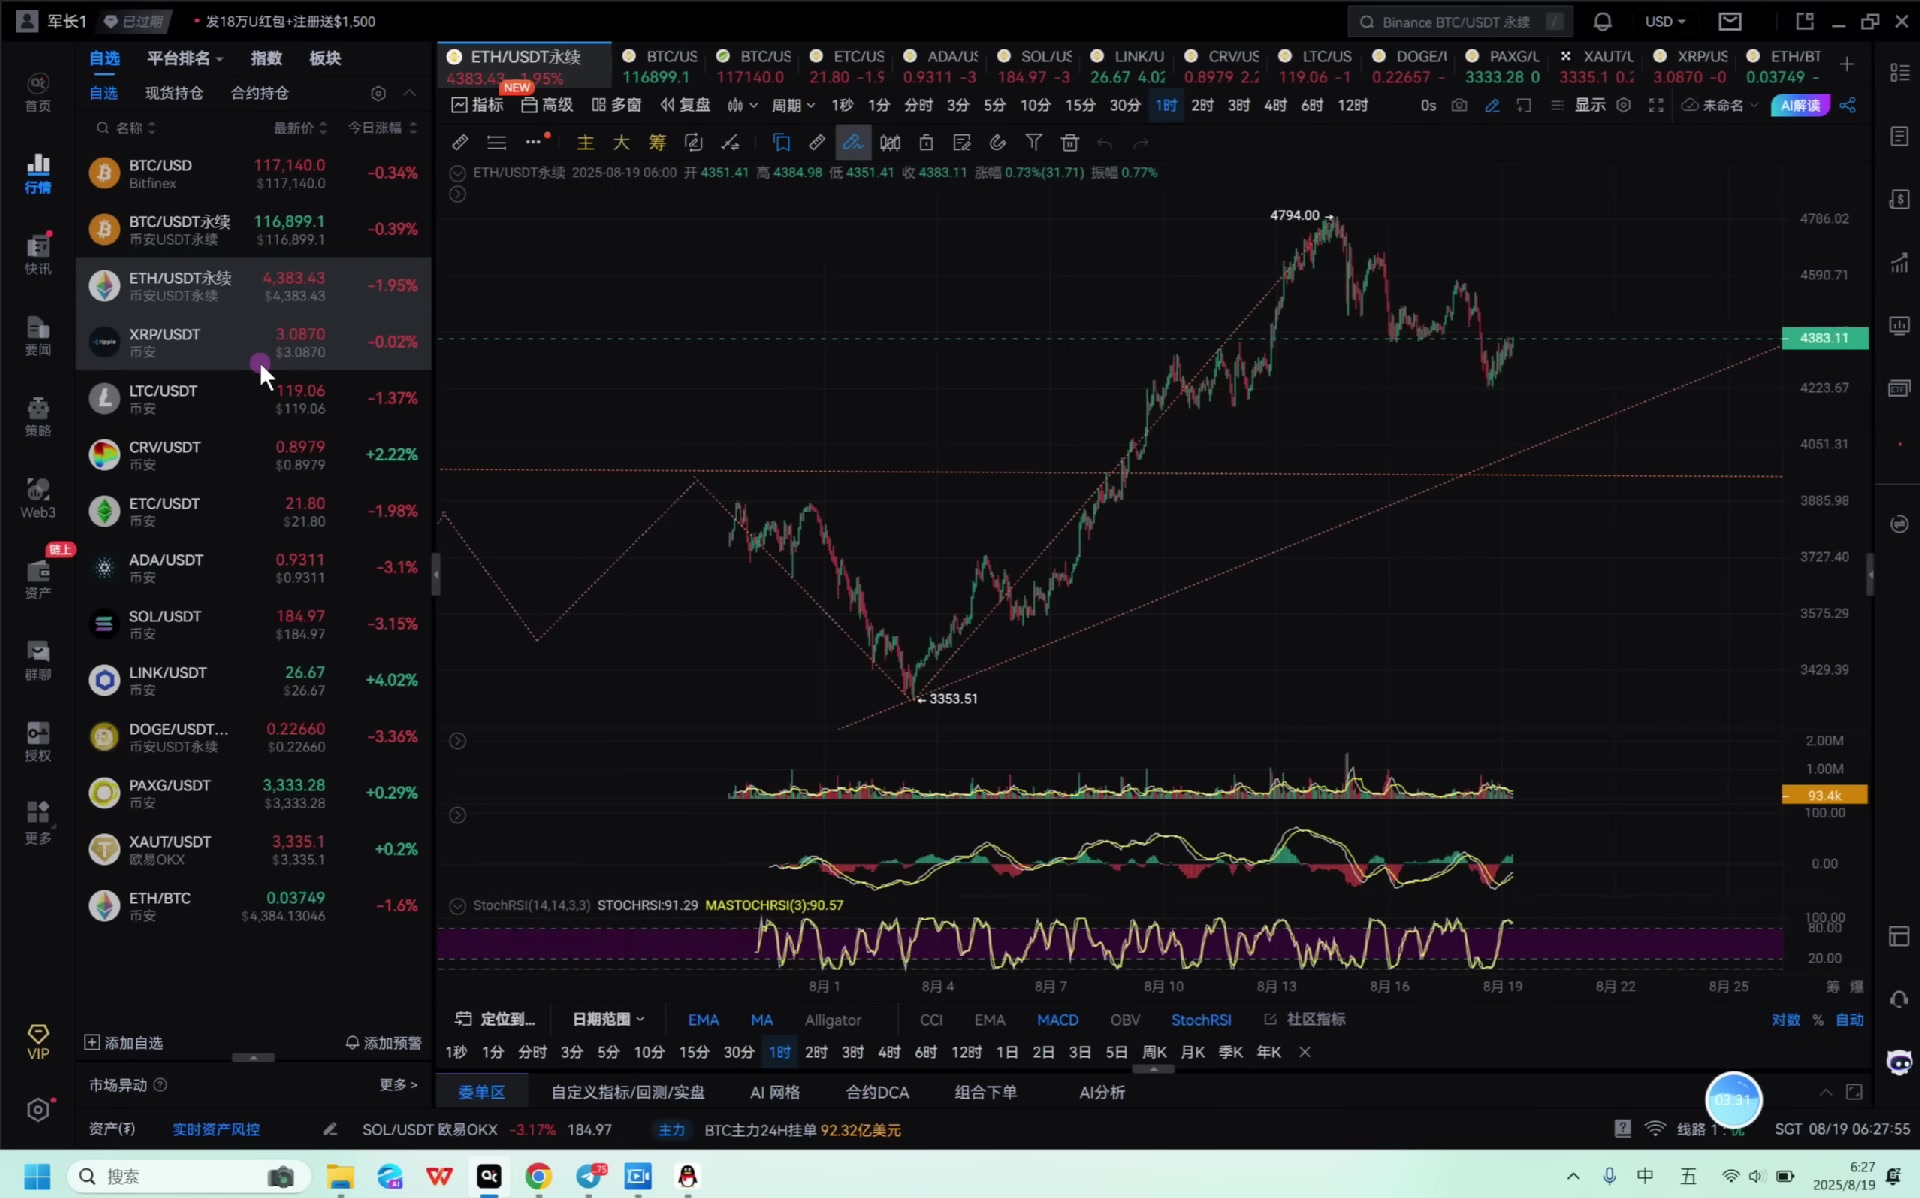 军长1 已过期 • 发18万U红包+注册送$1,500 Binance BTC/USDT 永续 / USD
自选 平台排名 指数 板块
自选 现货持仓 合约持仓
名称 最新价 今日涨幅
BTC/USD 117,140.0 -0.34%
Bitfinex $117,140.0
BTC/USDT永续 116,899.1 -0.39%
币安USDT永续 $116,899.1
ETH/USDT永续 4,383.43 -1.95%
币安USDT永续 $4,383.43
XRP/USDT 3.0870 -0.02%
币安 $3.0870
LTC/USDT 119.06 -1.37%
币安 $119.06
CRV/USDT 0.8979 +2.22%
币安 $0.8979
ETC/USDT 21.80 -1.98%
币安 $21.80
ADA/USDT 0.9311 -3.1%
币安 $0.9311
SOL/USDT 184.97 -3.15%
币安 $184.97
LINK/USDT 26.67 +4.02%
币安 $26.67
DOGE/USDT... 0.22660 -3.36%
币安USDT永续 $0.22660
PAXG/USDT 3,333.28 +0.29%
币安 $3,333.28
XAUT/USDT 3,335.1 +0.2%
欧易OKX $3,335.1
ETH/BTC 0.03749 -1.6%
币安 $4,384.13046
添加自选 添加预警
市场异动 更多 >
首页
行情
快讯
要闻
策略
Web3
链上
资产
群聊
授权
更多
VIP
ETH/USDT永续 BTC/US BTC/US ETC/US ADA/US SOL/US LINK/U CRV/US LTC/US DOGE/ PAXG/U XAUT/U XRP/US ETH/BT
4383.43 -1.95% 116899.1 117140.0 21.80 -1.9 0.9311 -3 184.97 -3 26.67 4.02 0.8979 2.2 119.06 -1 0.22657 - 3333.28 0 3335.1 0.2 3.0870 -0 0.03749 -
NEW
指标 高级 多窗 复盘 周期 1秒 1分 分时 3分 5分 10分 15分 30分 1时 2时 3时 4时 6时 12时 0s 显示 未命名 AI解读
主 大 筹
ETH/USDT永续 2025-08-19 06:00 开 4351.41 高 4384.98 低 4351.41 收 4383.11 涨幅 0.73%(31.71) 振幅 0.77%
4794.00
3353.51
4786.02
4590.71
4383.11
4223.67
4051.31
3885.98
3727.40
3575.29
3429.39
2.00M
1.00M
93.4k
100.00
0.00
StochRSI(14,14,3,3) STOCHRSI:91.29 MASTOCHRSI(3):90.57
100.00
80.00
20.00
8月 1 8月 4 8月 7 8月 10 8月 13 8月 16 8月 19 8月 22 8月 25 筹 爆
定位到... 日期范围 EMA MA Alligator CCI EMA MACD OBV StochRSI 社区指标 对数 % 自动
1秒 1分 分时 3分 5分 10分 15分 30分 1时 2时 3时 4时 6时 12时 1日 2日 3日 5日 周K 月K 季K 年K
委单区 自定义指标/回测/实盘 AI 网格 合约DCA 组合下单 AI分析
03:31
资产(₮) 实时资产风控 SOL/USDT 欧易OKX -3.17% 184.97 主力 BTC主力24H挂单 92.32亿美元 线路 1 SGT 08/19 06:27:55
搜索 75 中 五 6:27
2025/8/19